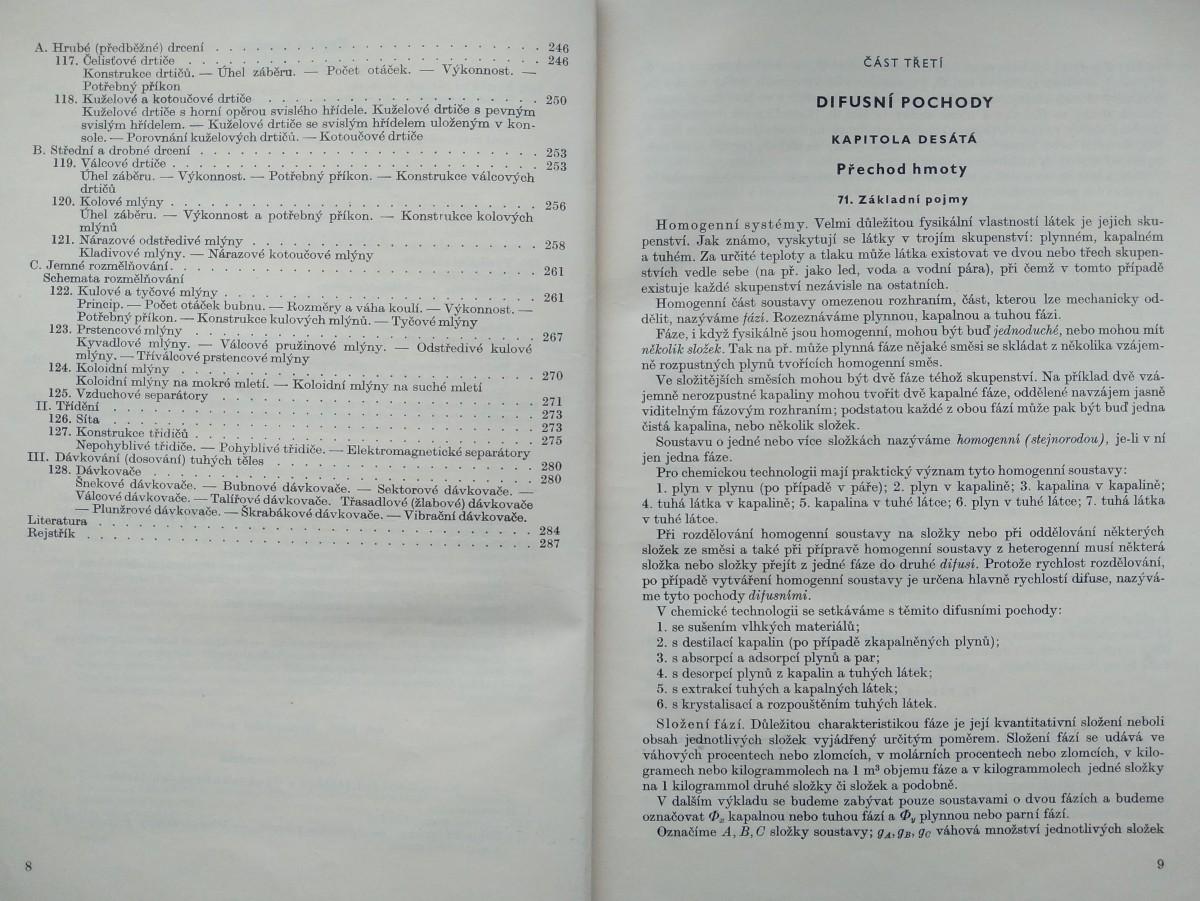 A. Hrubé (předběžné) drcení . . . . . . . . . . . . . . . . . . . . . . 246
117. Čelisťové drtiče . . . . . . . . . . . . . . . . . . . . . . . 246
Konstrukce drtičů. — Úhel záběru. — Počet otáček. — Výkonnost. —
Potřebný příkon
118. Kuželové a kotoučové drtiče . . . . . . . . . . . . . . . . . . 250
Kuželové drtiče s horní opěrou svislého hřídele. Kuželové drtiče s pevným
svislým hřídelem. — Kuželové drtiče se svislým hřídelem uloženým v kon-
sole. — Porovnání kuželových drtičů. — Kotoučové drtiče
B. Střední a drobné drcení . . . . . . . . . . . . . . . . . . . . . . . 253
119. Válcové drtiče . . . . . . . . . . . . . . . . . . . . . . . . 253
Úhel záběru. — Výkonnost. — Potřebný příkon. — Konstrukce válcových
drtičů
120. Kolové mlýny . . . . . . . . . . . . . . . . . . . . . . . . . 256
Úhel záběru. — Výkonnost a potřebný příkon. — Konstrukce kolových
mlýnů
121. Nárazové odstředivé mlýny . . . . . . . . . . . . . . . . . . . 258
Kladivové mlýny. — Nárazové kotoučové mlýny
C. Jemné rozmělňování. . . . . . . . . . . . . . . . . . . . . . . . . 261
Schemata rozmělňování
122. Kulové a tyčové mlýny . . . . . . . . . . . . . . . . . . . . . 261
Princip. — Počet otáček bubnu. — Rozměry a váha koulí. — Výkonnost. —
Potřebný příkon. — Konstrukce kulových mlýnů. — Tyčové mlýny
123. Prstencové mlýny . . . . . . . . . . . . . . . . . . . . . . . 267
Kyvadlové mlýny. — Válcové pružinové mlýny. — Odstředivé kulové
mlýny. — Tříválcové prstencové mlýny
124. Koloidní mlýny . . . . . . . . . . . . . . . . . . . . . . . . 270
Koloidní mlýny na mokré mletí. — Koloidní mlýny na suché mletí
125. Vzduchové separátory . . . . . . . . . . . . . . . . . . . . . 271
II. Třídění . . . . . . . . . . . . . . . . . . . . . . . . . . . . . 273
126. Síta . . . . . . . . . . . . . . . . . . . . . . . . . . . . . 273
127. Konstrukce třidičů . . . . . . . . . . . . . . . . . . . . . . 275
Nepohyblivé třidiče. — Pohyblivé třidiče. — Elektromagnetické separátory
III. Dávkování (dosování) tuhých těles . . . . . . . . . . . . . . . . . 280
128. Dávkovače . . . . . . . . . . . . . . . . . . . . . . . . . . . 280
Šnekové dávkovače. — Bubnové dávkovače. — Sektorové dávkovače. —
Válcové dávkovače. — Talířové dávkovače. Třasadlové (žlabové) dávkovače
— Plunžrové dávkovače. — Škrabákové dávkovače. — Vibrační dávkovače.
Literatura . . . . . . . . . . . . . . . . . . . . . . . . . . . . . . 284
Rejstřík . . . . . . . . . . . . . . . . . . . . . . . . . . . . . . . 287
8
ČÁST TŘETÍ
DIFUSNÍ POCHODY
KAPITOLA DESÁTÁ
Přechod hmoty
71. Základní pojmy
Homogenní systémy. Velmi důležitou fysikální vlastností látek je jejich sku-
penství. Jak známo, vyskytují se látky v trojím skupenství: plynném, kapalném
a tuhém. Za určité teploty a tlaku může látka existovat ve dvou nebo třech skupen-
stvích vedle sebe (na př. jako led, voda a vodní pára), při čemž v tomto případě
existuje každé skupenství nezávisle na ostatních.
Homogenní část soustavy omezenou rozhraním, část, kterou lze mechanicky od-
dělit, nazýváme fází. Rozeznáváme plynnou, kapalnou a tuhou fázi.
Fáze, i když fysikálně jsou homogenní, mohou být buď jednoduché, nebo mohou mít
několik složek. Tak na př. může plynná fáze nějaké směsi se skládat z několika vzájem-
ně rozpustných plynů tvořících homogenní směs.
Ve složitějších směsích mohou být dvě fáze téhož skupenství. Na příklad dvě vzá-
jemně nerozpustné kapaliny mohou tvořit dvě kapalné fáze, oddělené navzájem jasně
viditelným fázovým rozhraním; podstatou každé z obou fází může pak být buď jedna
čistá kapalina, nebo několik složek.
Soustavu o jedné nebo více složkách nazýváme homogenní (stejnorodou), je-li v ní
jen jedna fáze.
Pro chemickou technologii mají praktický význam tyto homogenní soustavy:
1. plyn v plynu (po případě v páře); 2. plyn v kapalině; 3. kapalina v kapalině;
4. tuhá látka v kapalině; 5. kapalina v tuhé látce; 6. plyn v tuhé látce; 7. tuhá látka
v tuhé látce.
Při rozdělování homogenní soustavy na složky nebo při oddělování některých
složek ze směsi a také při přípravě homogenní soustavy z heterogenní musí některá
složka nebo složky přejít z jedné fáze do druhé difusí. Protože rychlost rozdělování,
po případě vytváření homogenní soustavy je určena hlavně rychlostí difuse, nazývá-
me tyto pochody difusními.
V chemické technologii se setkáváme s těmito difusními pochody:
1. se sušením vlhkých materiálů;
2. s destilací kapalin (po případě zkapalněných plynů);
3. s absorpcí a adsorpcí plynů a par;
4. s desorpcí plynů z kapalin a tuhých látek;
5. s extrakcí tuhých a kapalných látek;
6. s krystalisací a rozpouštěním tuhých látek.
Složení fází. Důležitou charakteristikou fáze je její kvantitativní složení neboli
obsah jednotlivých složek vyjádřený určitým poměrem. Složení fází se udává ve
váhových procentech nebo zlomcích, v molárních procentech nebo zlomcích, v kilo-
gramech nebo kilogrammolech na 1 m³ objemu fáze a v kilogrammolech jedné složky
na 1 kilogrammol druhé složky či složek a podobně.
V dalším výkladu se budeme zabývat pouze soustavami o dvou fázích a budeme
označovat Φₓ kapalnou nebo tuhou fázi a Φy plynnou nebo parní fází.
Označíme A, B, C složky soustavy; gA, gB, gC váhová množství jednotlivých složek
9